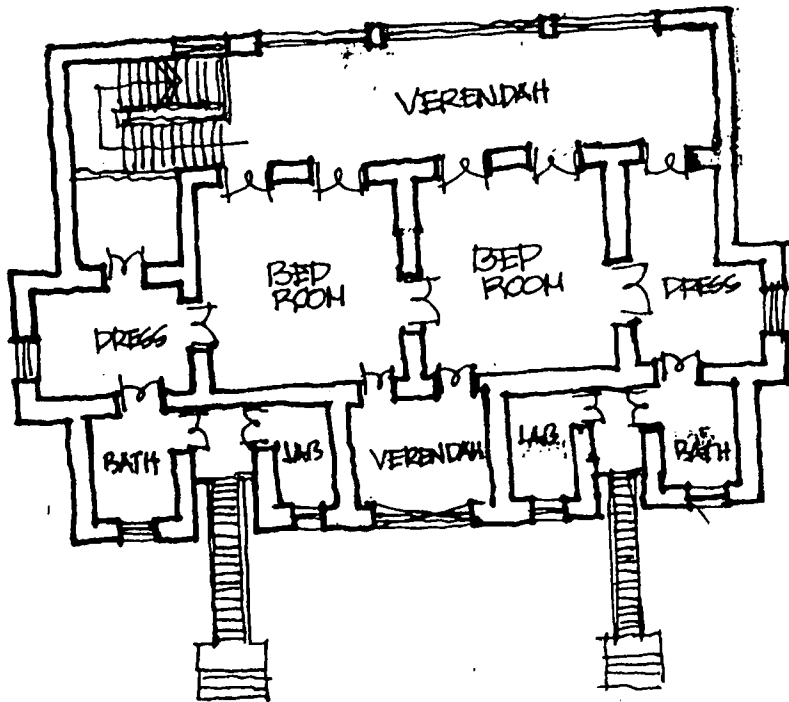 VERENDAH
BED
ROOM
BED
ROOM
DRESS
DRESS
BATH
LAB
VERENDAH
LAB
BATH